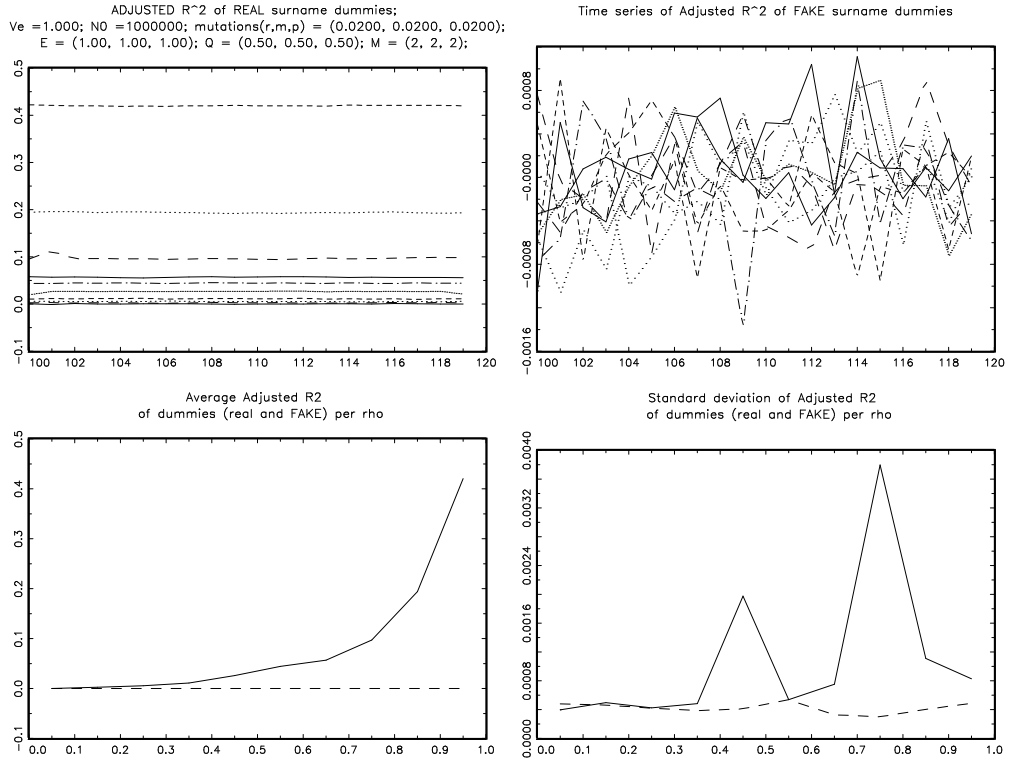 ADJUSTED R^2 of REAL surname dummies;
Ve =1.000; N0 =1000000; mutations(r,m,p) = (0.0200, 0.0200, 0.0200);
E = (1.00, 1.00, 1.00); Q = (0.50, 0.50, 0.50); M = (2, 2, 2);
0.5
0.4
0.3
0.2
0.1
0.0
-0.1
100 102 104 106 108 110 112 114 116 118 120
Time series of Adjusted R^2 of FAKE surname dummies
0.0008
-0.0000
-0.0008
-0.0016
100 102 104 106 108 110 112 114 116 118 120
Average Adjusted R2
of dummies (real and FAKE) per rho
0.5
0.4
0.3
0.2
0.1
0.0
-0.1
0.0 0.1 0.2 0.3 0.4 0.5 0.6 0.7 0.8 0.9 1.0
Standard deviation of Adjusted R2
of dummies (real and FAKE) per rho
0.0040
0.0032
0.0024
0.0016
0.0008
0.0000
0.0 0.1 0.2 0.3 0.4 0.5 0.6 0.7 0.8 0.9 1.0